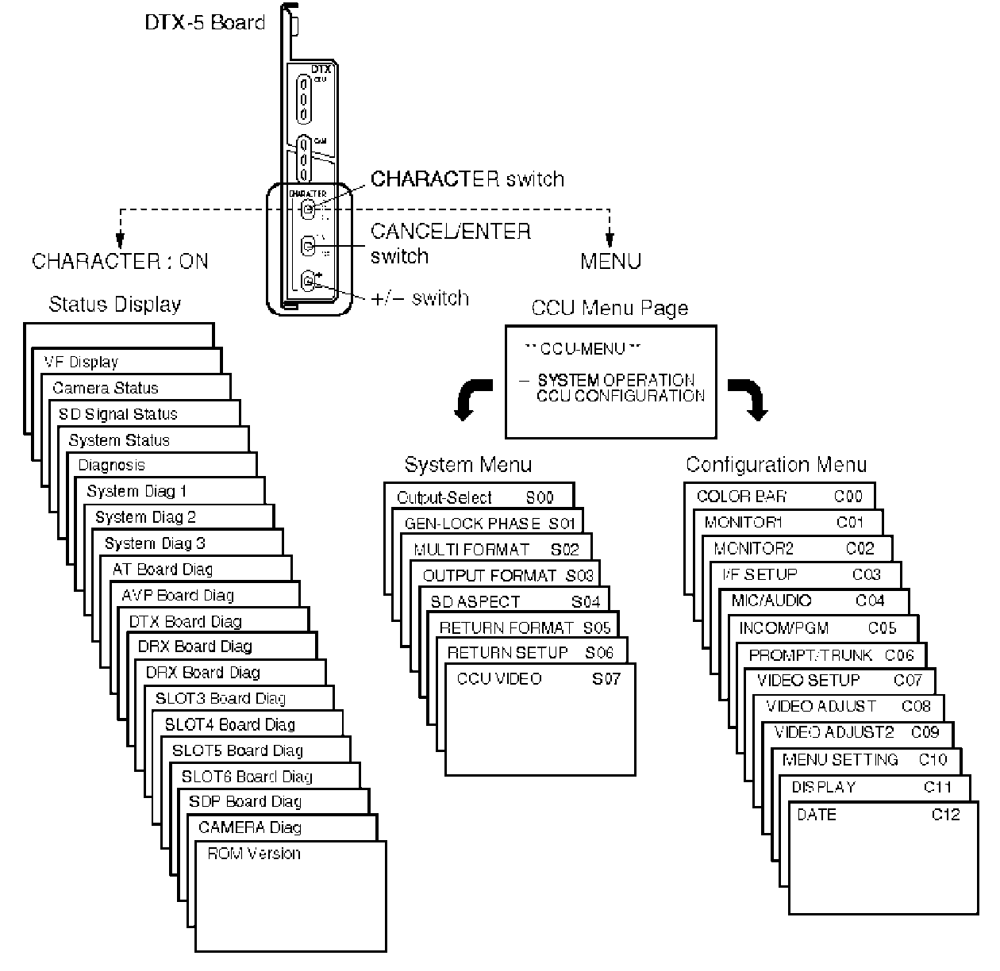 DTX-5 Board
DTX
CCU
CAM
CHARACTER
CHARACTER switch
CANCEL/ENTER
switch
+
+/− switch
CHARACTER : ON
MENU
Status Display
VF Display
Camera Status
SD Signal Status
System Status
Diagnosis
System Diag 1
System Diag 2
System Diag 3
AT Board Diag
AVP Board Diag
DTX Board Diag
DRX Board Diag
DRX Board Diag
SLOT3 Board Diag
SLOT4 Board Diag
SLOT5 Board Diag
SLOT6 Board Diag
SDP Board Diag
CAMERA Diag
ROM Version
CCU Menu Page
** CCU-MENU **
→ SYSTEM OPERATION
CCU CONFIGURATION
System Menu
Output-Select S00
GEN-LOCK PHASE S01
MULTI FORMAT S02
OUTPUT FORMAT S03
SD ASPECT S04
RETURN FORMAT S05
RETURN SETUP S06
CCU VIDEO S07
Configuration Menu
COLOR BAR C00
MONITOR1 C01
MONITOR2 C02
I/F SETUP C03
MIC/AUDIO C04
INCOM/PGM C05
PROMPT/TRUNK C06
VIDEO SETUP C07
VIDEO ADJUST C08
VIDEO ADJUST2 C09
MENU SETTING C10
DISPLAY C11
DATE C12